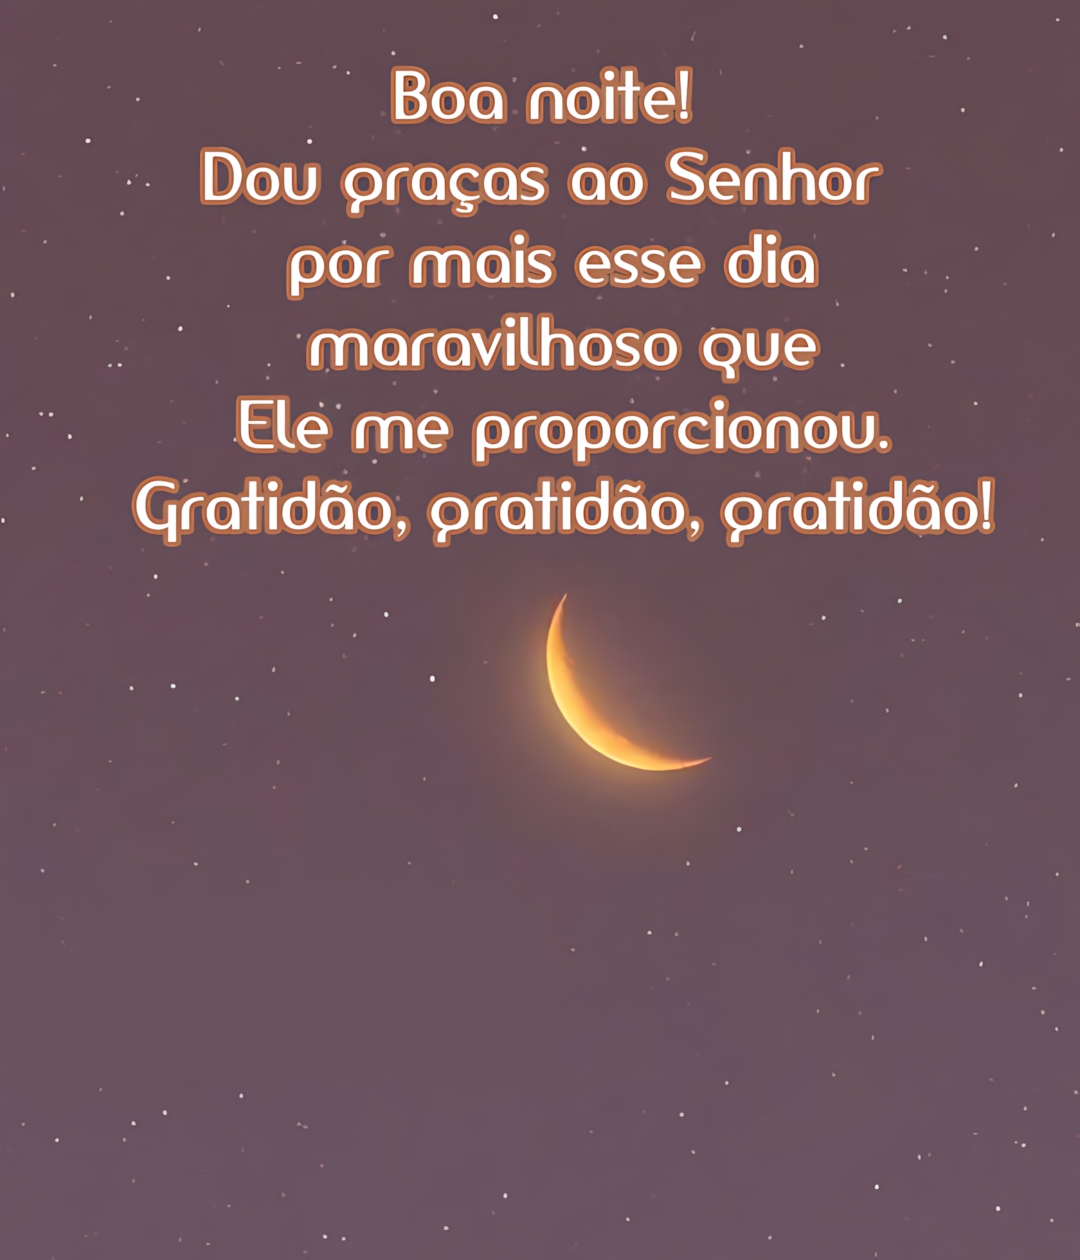 Boa noite!
Dou graças ao Senhor
por mais esse dia
maravilhoso que
Ele me proporcionou.
Gratidão, gratidão, gratidão!